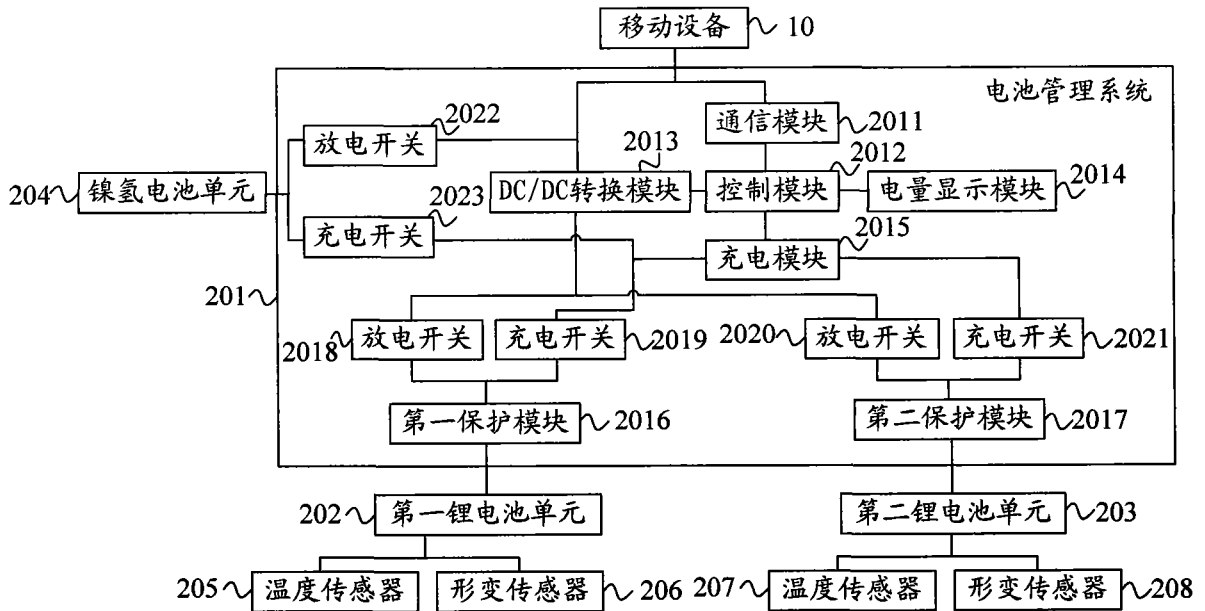 移动设备 10
电池管理系统
2022
放电开关
通信模块 2011
2013
2012
204 镍氢电池单元
DC/DC转换模块
控制模块
电量显示模块 2014
2023
充电开关
2015
充电模块
201
2018 放电开关
充电开关 2019
2020 放电开关
充电开关 2021
第一保护模块 2016
第二保护模块 2017
202 第一锂电池单元
第二锂电池单元 203
205 温度传感器
形变传感器 206
207 温度传感器
形变传感器 208